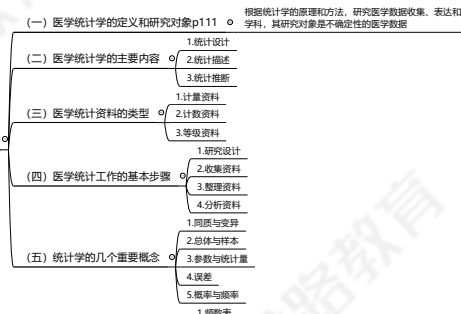 （一）医学统计学的定义和研究对象p111
根据统计学的原理和方法，研究医学数据收集、表达和
学科，其研究对象是不确定性的医学数据
（二）医学统计学的主要内容
1.统计设计
2.统计描述
3.统计推断
（三）医学统计资料的类型
1.计量资料
2.计数资料
3.等级资料
（四）医学统计工作的基本步骤
1.研究设计
2.收集资料
3.整理资料
4.分析资料
（五）统计学的几个重要概念
1.同质与变异
2.总体与样本
3.参数与统计量
4.误差
5.概率与频率
1.频数表
路教育